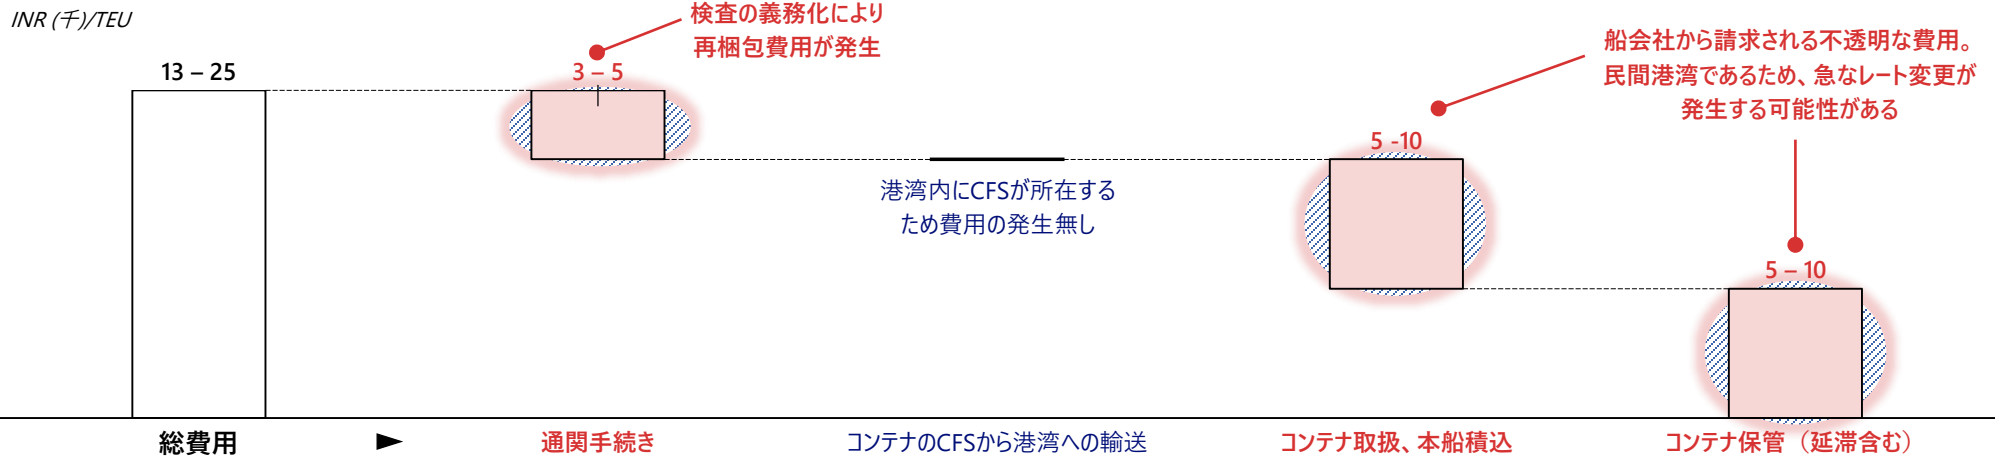 INR (千)/TEU
13 – 25
検査の義務化により
再梱包費用が発生
3 – 5
港湾内にCFSが所在する
ため費用の発生無し
船会社から請求される不透明な費用。
民間港湾であるため、急なレート変更が
発生する可能性がある
5 -10
5 – 10
総費用
通関手続き
コンテナのCFSから港湾への輸送
コンテナ取扱、本船積込
コンテナ保管（延滞含む）